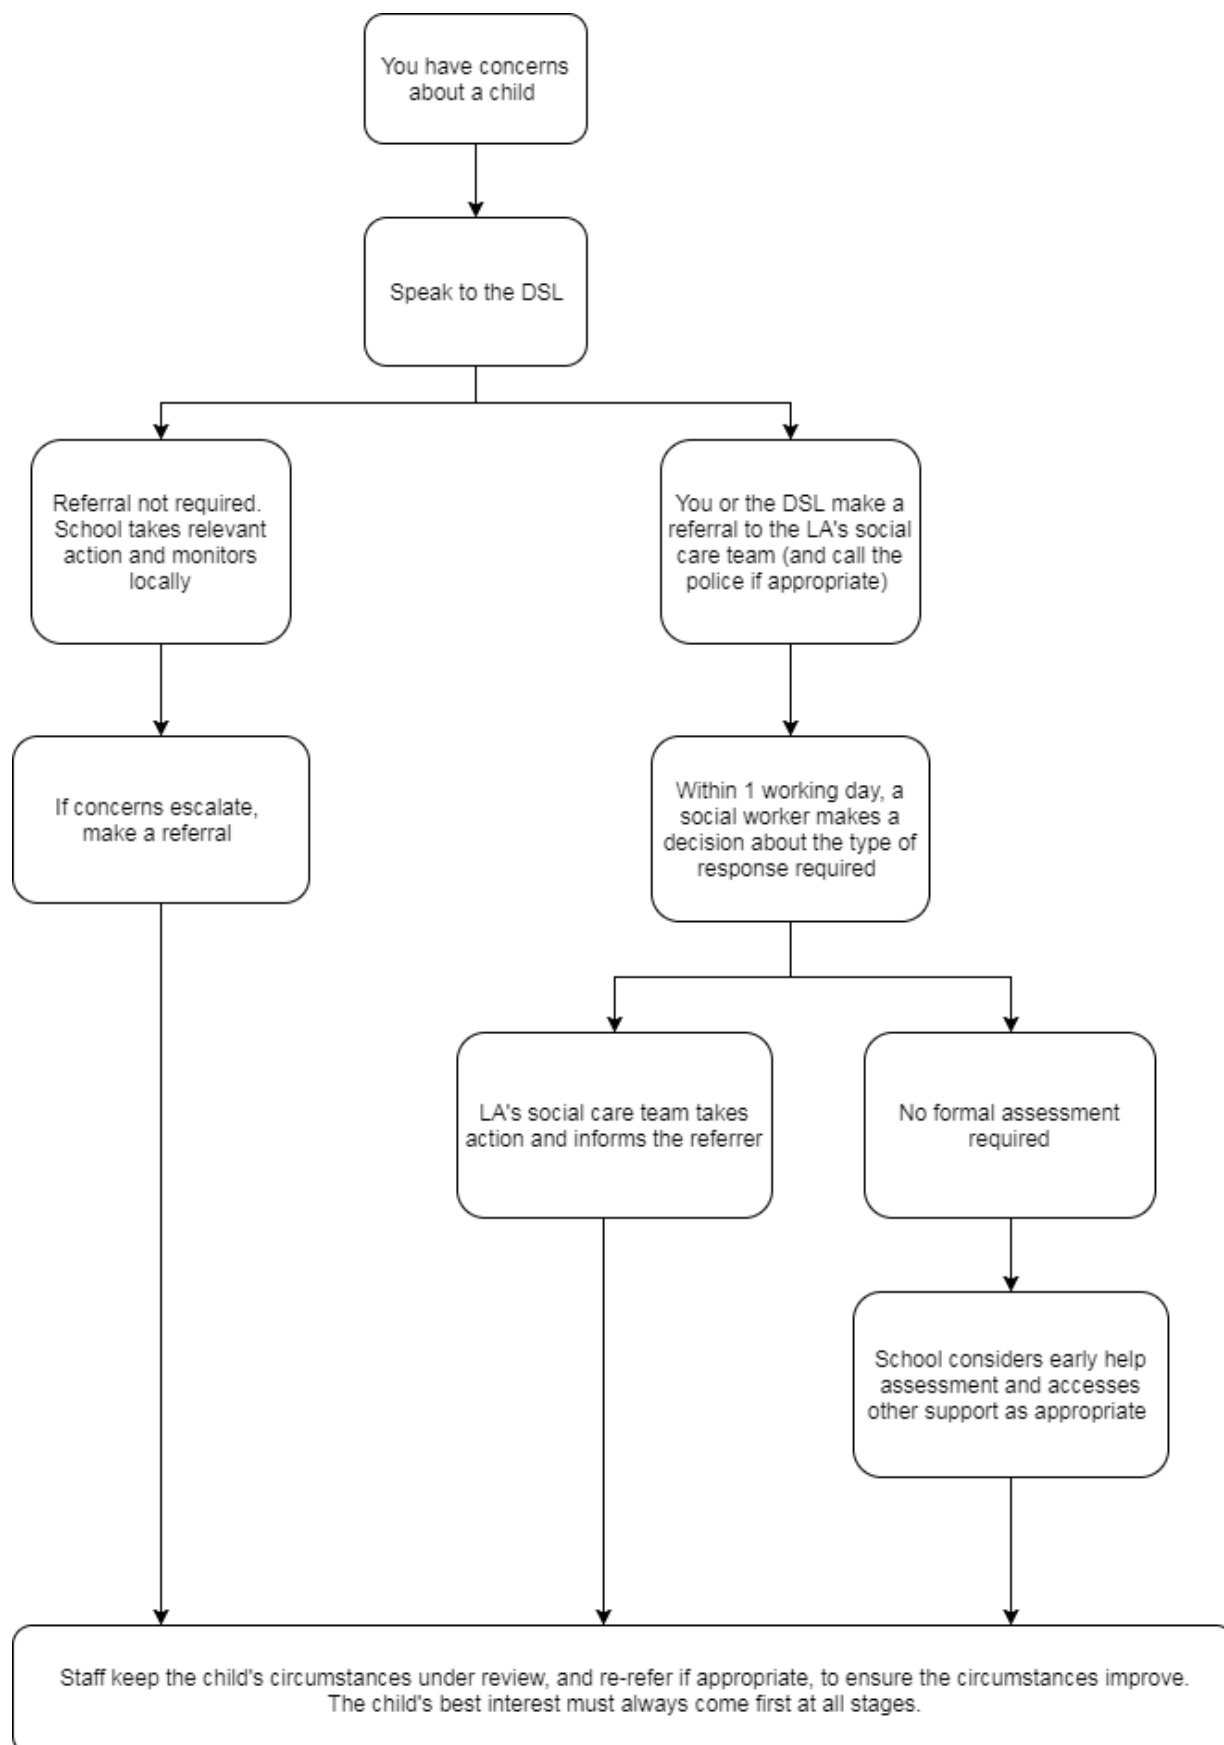 You have concerns
about a child
Speak to the DSL
Referral not required.
School takes relevant
action and monitors
locally
You or the DSL make a
referral to the LA's social
care team (and call the
police if appropriate)
If concerns escalate,
make a referral
Within 1 working day, a
social worker makes a
decision about the type of
response required
LA's social care team takes
action and informs the referrer
No formal assessment
required
School considers early help
assessment and accesses
other support as appropriate
Staff keep the child's circumstances under review, and re-refer if appropriate, to ensure the circumstances improve.
The child's best interest must always come first at all stages.